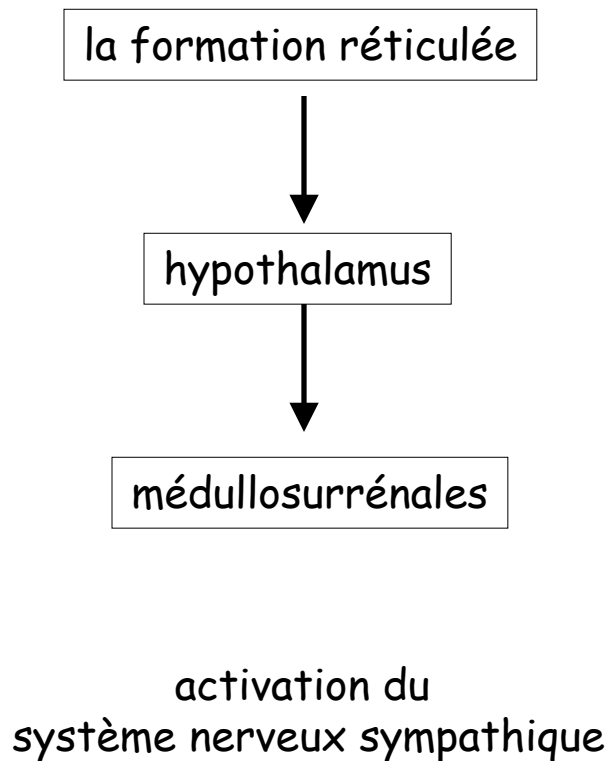 la formation réticulée
hypothalamus
médullosurrénales
activation du
système nerveux sympathique